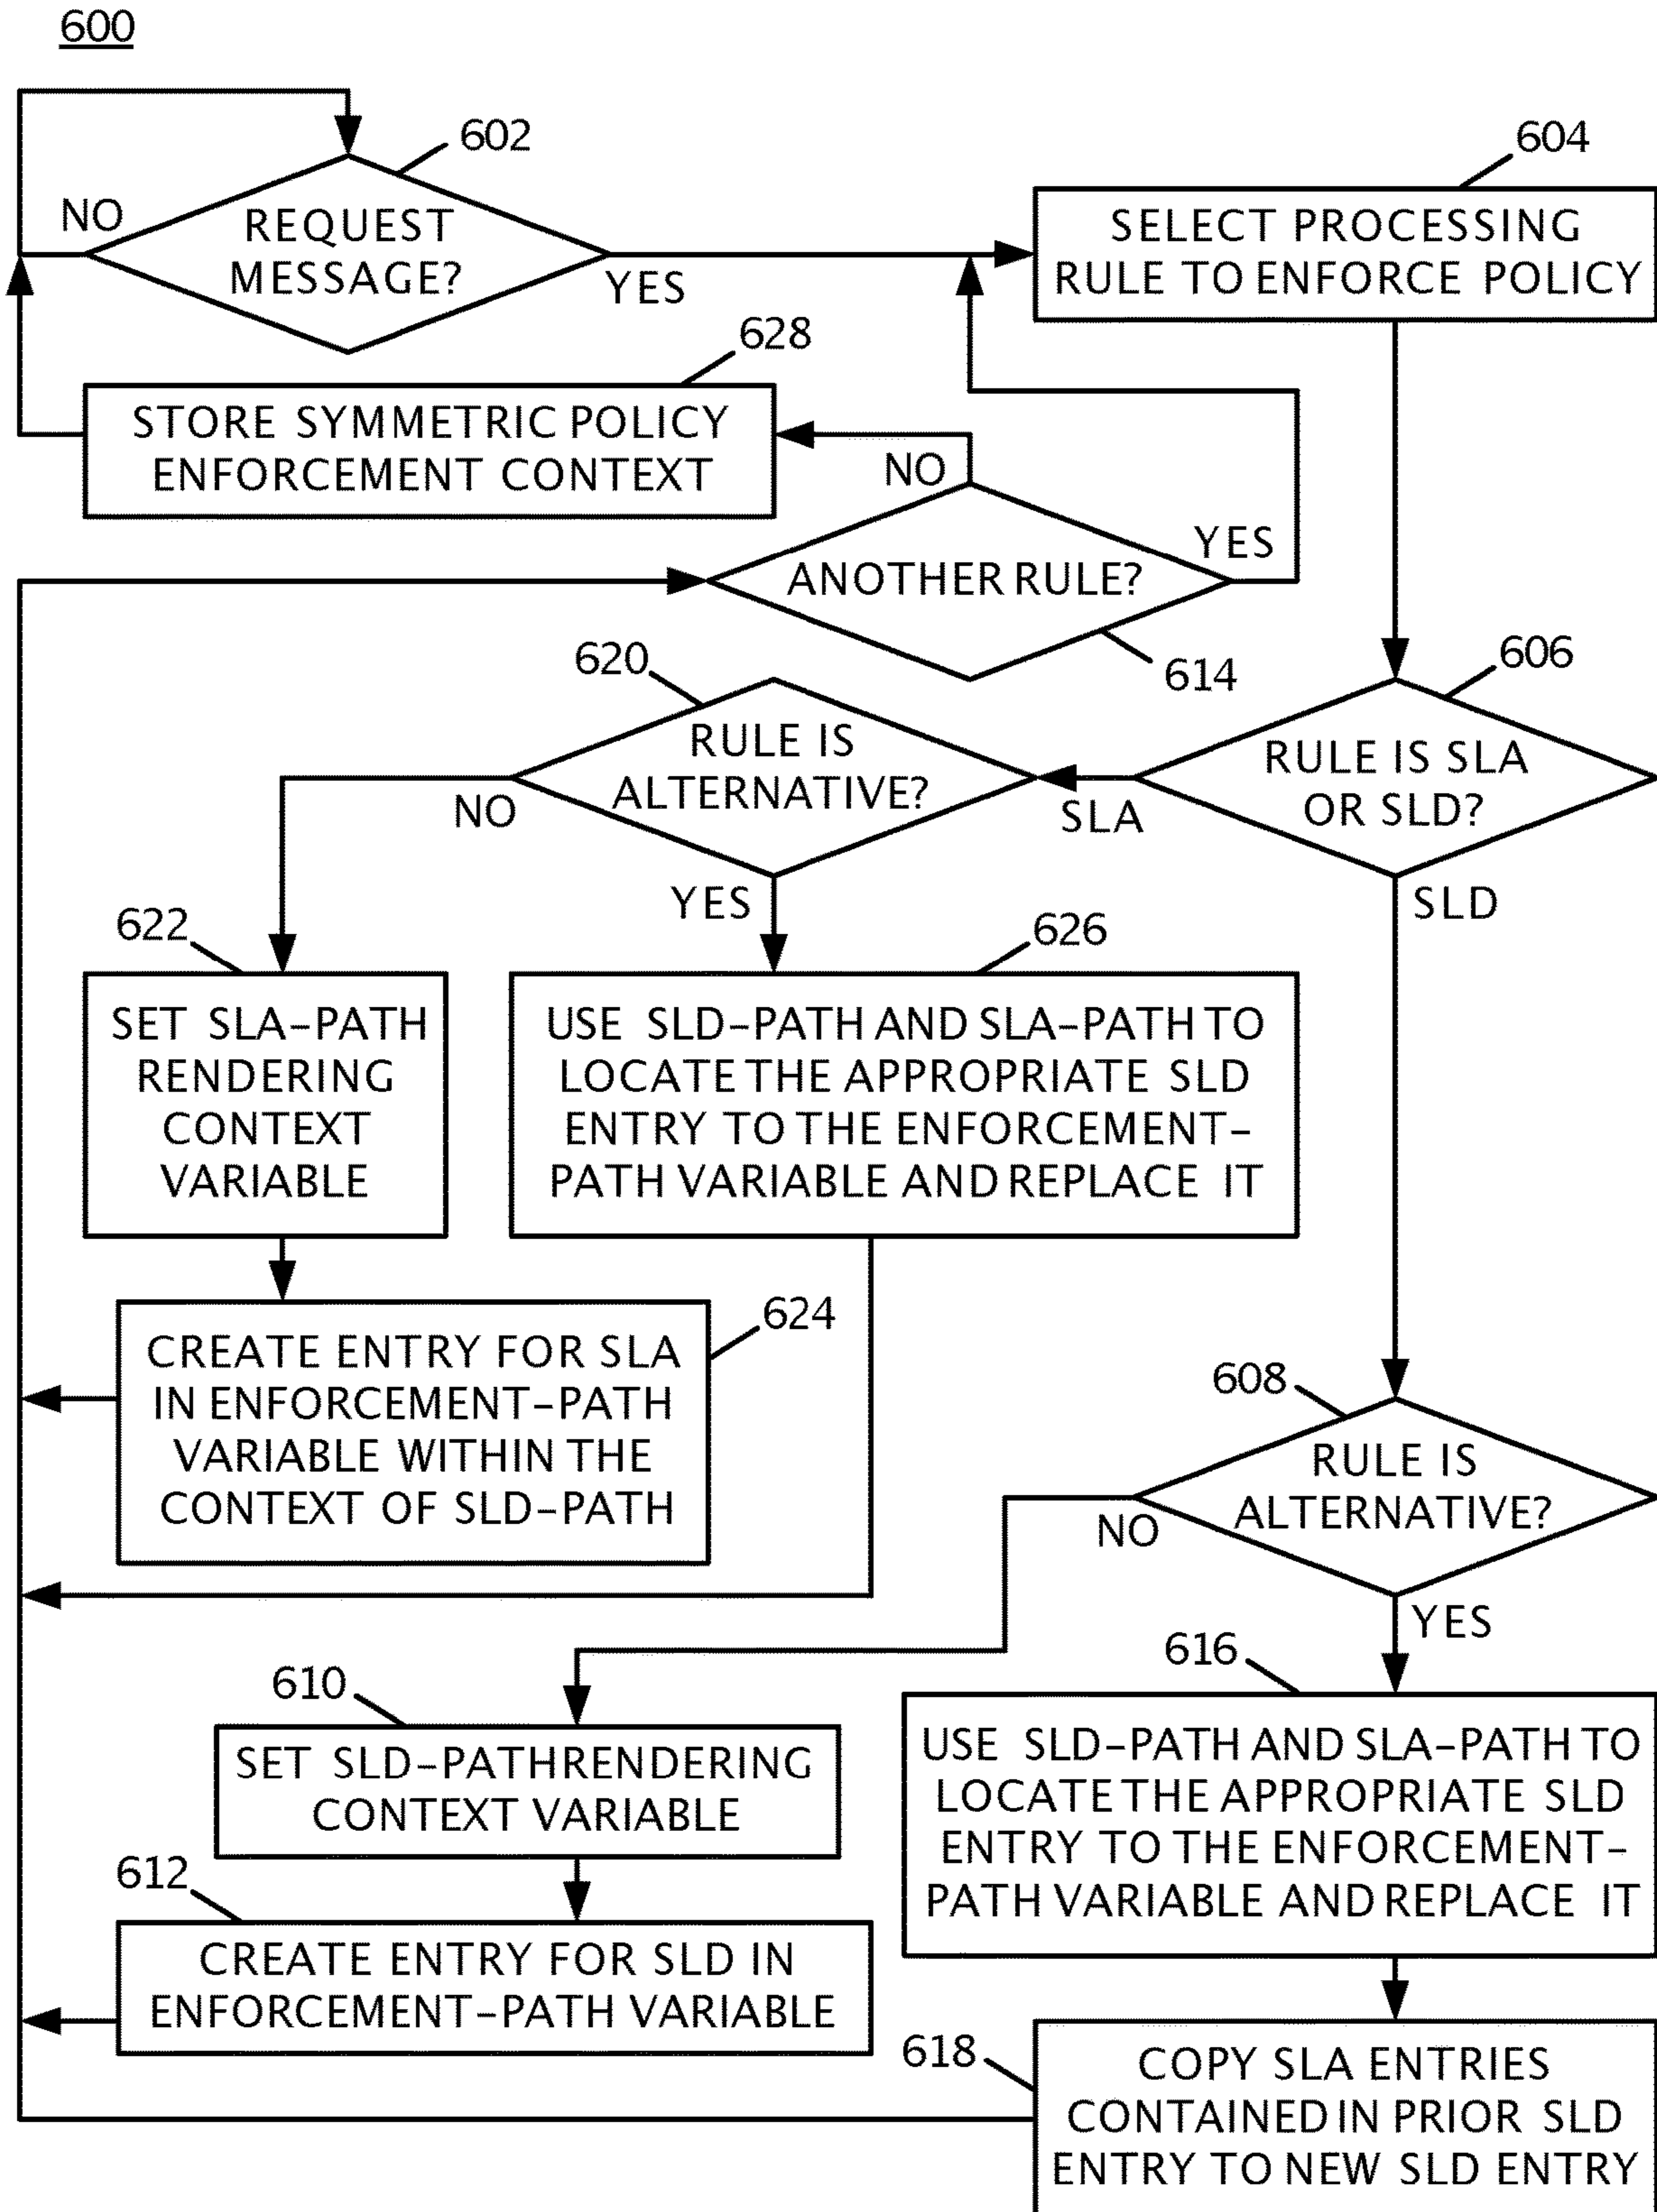 600
602
NO
REQUEST
MESSAGE?
YES
604
SELECT PROCESSING
RULE TO ENFORCE POLICY
628
STORE SYMMETRIC POLICY
ENFORCEMENT CONTEXT
NO
YES
ANOTHER RULE?
614
620
RULE IS
ALTERNATIVE?
NO
YES
606
RULE IS SLA
OR SLD?
SLA
SLD
622
SET SLA-PATH
RENDERING
CONTEXT
VARIABLE
626
USE SLD-PATH AND SLA-PATH TO
LOCATE THE APPROPRIATE SLD
ENTRY TO THE ENFORCEMENT-
PATH VARIABLE AND REPLACE IT
624
CREATE ENTRY FOR SLA
IN ENFORCEMENT-PATH
VARIABLE WITHIN THE
CONTEXT OF SLD-PATH
608
RULE IS
ALTERNATIVE?
NO
YES
610
SET SLD-PATH RENDERING
CONTEXT VARIABLE
612
CREATE ENTRY FOR SLD IN
ENFORCEMENT-PATH VARIABLE
616
USE SLD-PATH AND SLA-PATH TO
LOCATE THE APPROPRIATE SLD
ENTRY TO THE ENFORCEMENT-
PATH VARIABLE AND REPLACE IT
618
COPY SLA ENTRIES
CONTAINED IN PRIOR SLD
ENTRY TO NEW SLD ENTRY